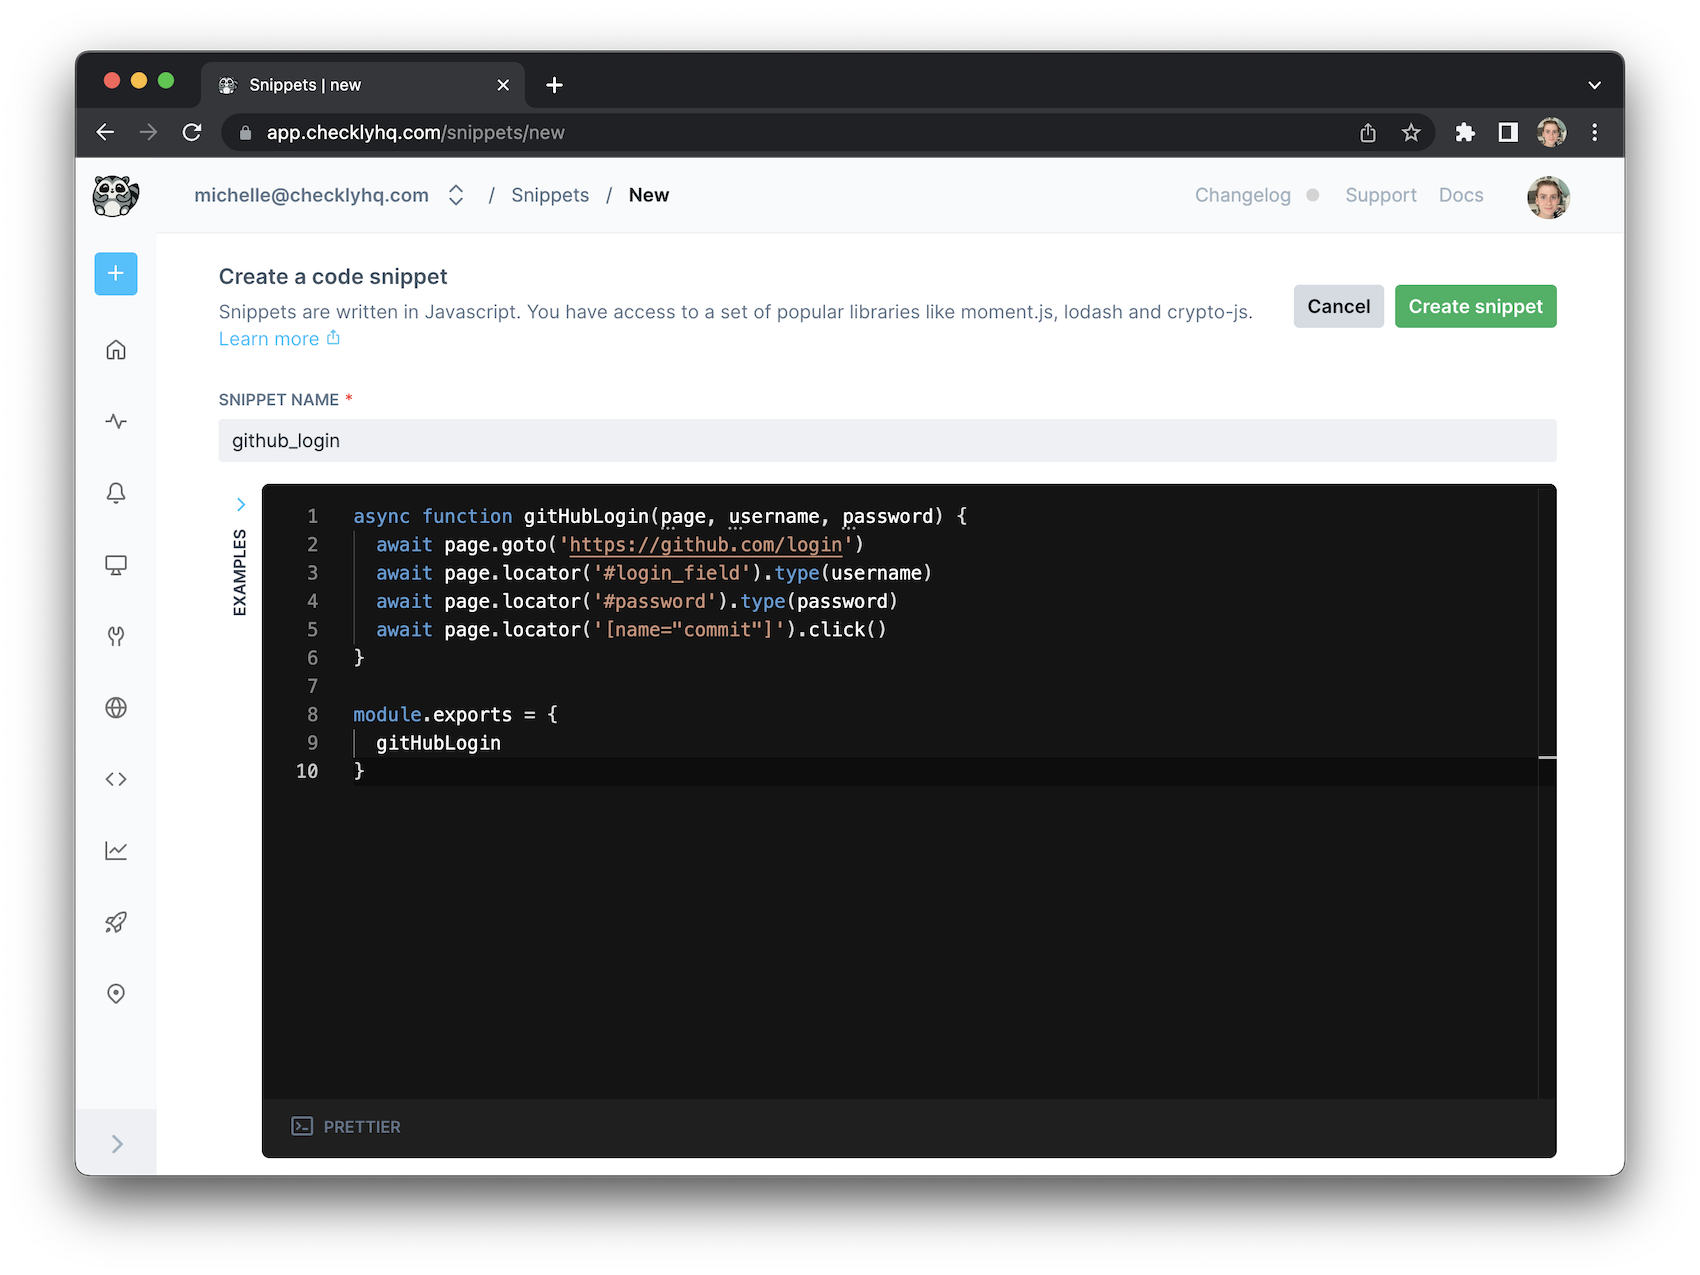 Snippets | new
app.checklyhq.com/snippets/new
michelle@checklyhq.com / Snippets / New
Changelog Support Docs
Create a code snippet
Snippets are written in Javascript. You have access to a set of popular libraries like moment.js, lodash and crypto-js.
Learn more
Cancel
Create snippet
SNIPPET NAME *
github_login
EXAMPLES
1 async function gitHubLogin(page, username, password) {
2 await page.goto('https://github.com/login')
3 await page.locator('#login_field').type(username)
4 await page.locator('#password').type(password)
5 await page.locator('[name="commit"]').click()
6 }
7
8 module.exports = {
9 gitHubLogin
10 }
PRETTIER